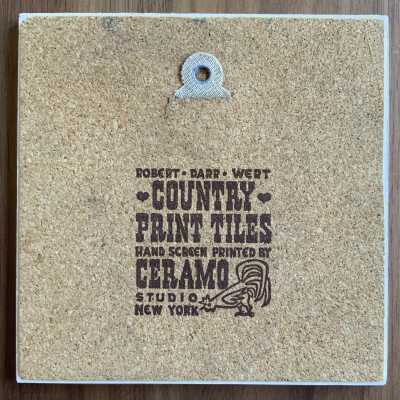 ROBERT • DARR • WERT
♥ COUNTRY ♥
PRINT TILES
HAND SCREEN PRINTED BY
CERAMO
STUDIO
NEW YORK